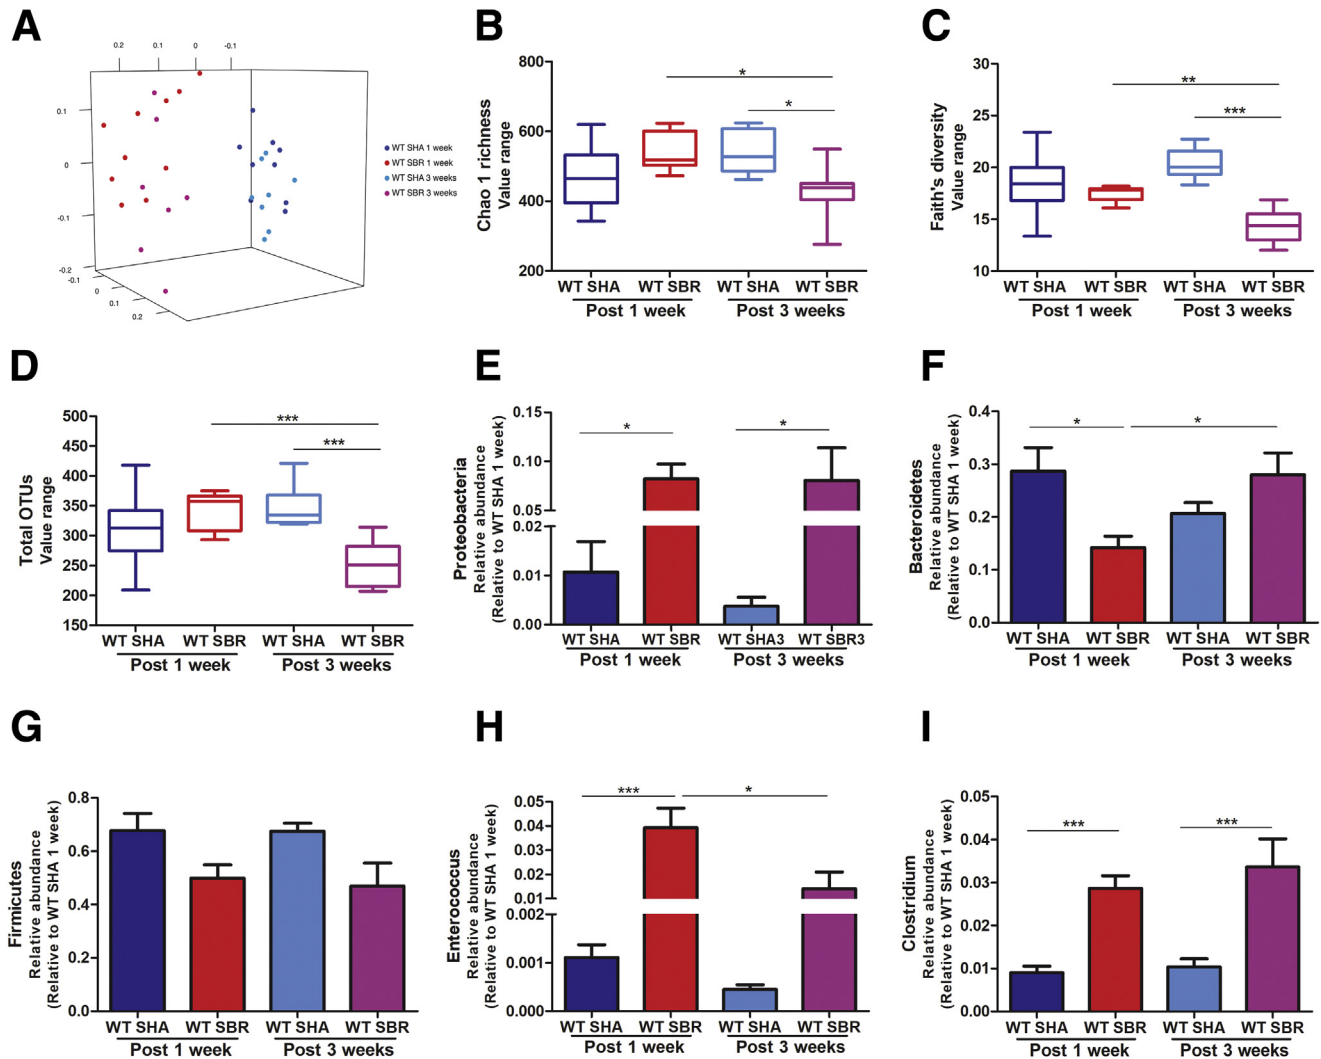 A
0.2 0.1 0 -0.1
0.1
0
-0.1
-0.2
-0.1
0
0.1
0.2
WT SHA 1 week
WT SBR 1 week
WT SHA 3 weeks
WT SBR 3 weeks
B
Chao 1 richness
Value range
800
600
400
200
*
*
WT SHA WT SBR WT SHA WT SBR
Post 1 week Post 3 weeks
C
Faith's diversity
Value range
30
25
20
15
10
**
***
WT SHA WT SBR WT SHA WT SBR
Post 1 week Post 3 weeks
D
Total OTUs
Value range
500
450
400
350
300
250
200
150
***
***
WT SHA WT SBR WT SHA WT SBR
Post 1 week Post 3 weeks
E
Proteobacteria
Relative abundance
(Relative to WT SHA 1 week)
0.15
0.10
0.05
0.02
0.01
0.00
* *
WT SHA WT SBR WT SHA3 WT SBR3
Post 1 week Post 3 weeks
F
Bacteroidetes
Relative abundance
(Relative to WT SHA 1 week)
0.4
0.3
0.2
0.1
0.0
* *
WT SHA WT SBR WT SHA WT SBR
Post 1 week Post 3 weeks
G
Firmicutes
Relative abundance
(Relative to WT SHA 1 week)
0.8
0.6
0.4
0.2
0.0
WT SHA WT SBR WT SHA WT SBR
Post 1 week Post 3 weeks
H
Enterococcus
Relative abundance
(Relative to WT SHA 1 week)
0.05
0.04
0.03
0.02
0.01
0.002
0.001
0.000
*** *
WT SHA WT SBR WT SHA WT SBR
Post 1 week Post 3 weeks
I
Clostridium
Relative abundance
(Relative to WT SHA 1 week)
0.05
0.04
0.03
0.02
0.01
0.00
*** ***
WT SHA WT SBR WT SHA WT SBR
Post 1 week Post 3 weeks